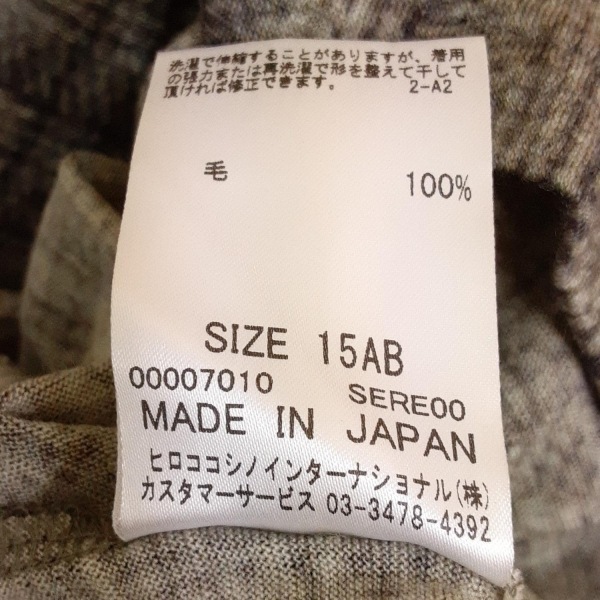 洗濯で伸縮することがありますが、着用
の張力または再洗濯で形を整えて干して
頂ければ修正できます。 2-A2
毛 100%
SIZE 15AB
00007010 SERE00
MADE IN JAPAN
ヒロココシノインターナショナル(株)
カスタマーサービス 03-3478-4392